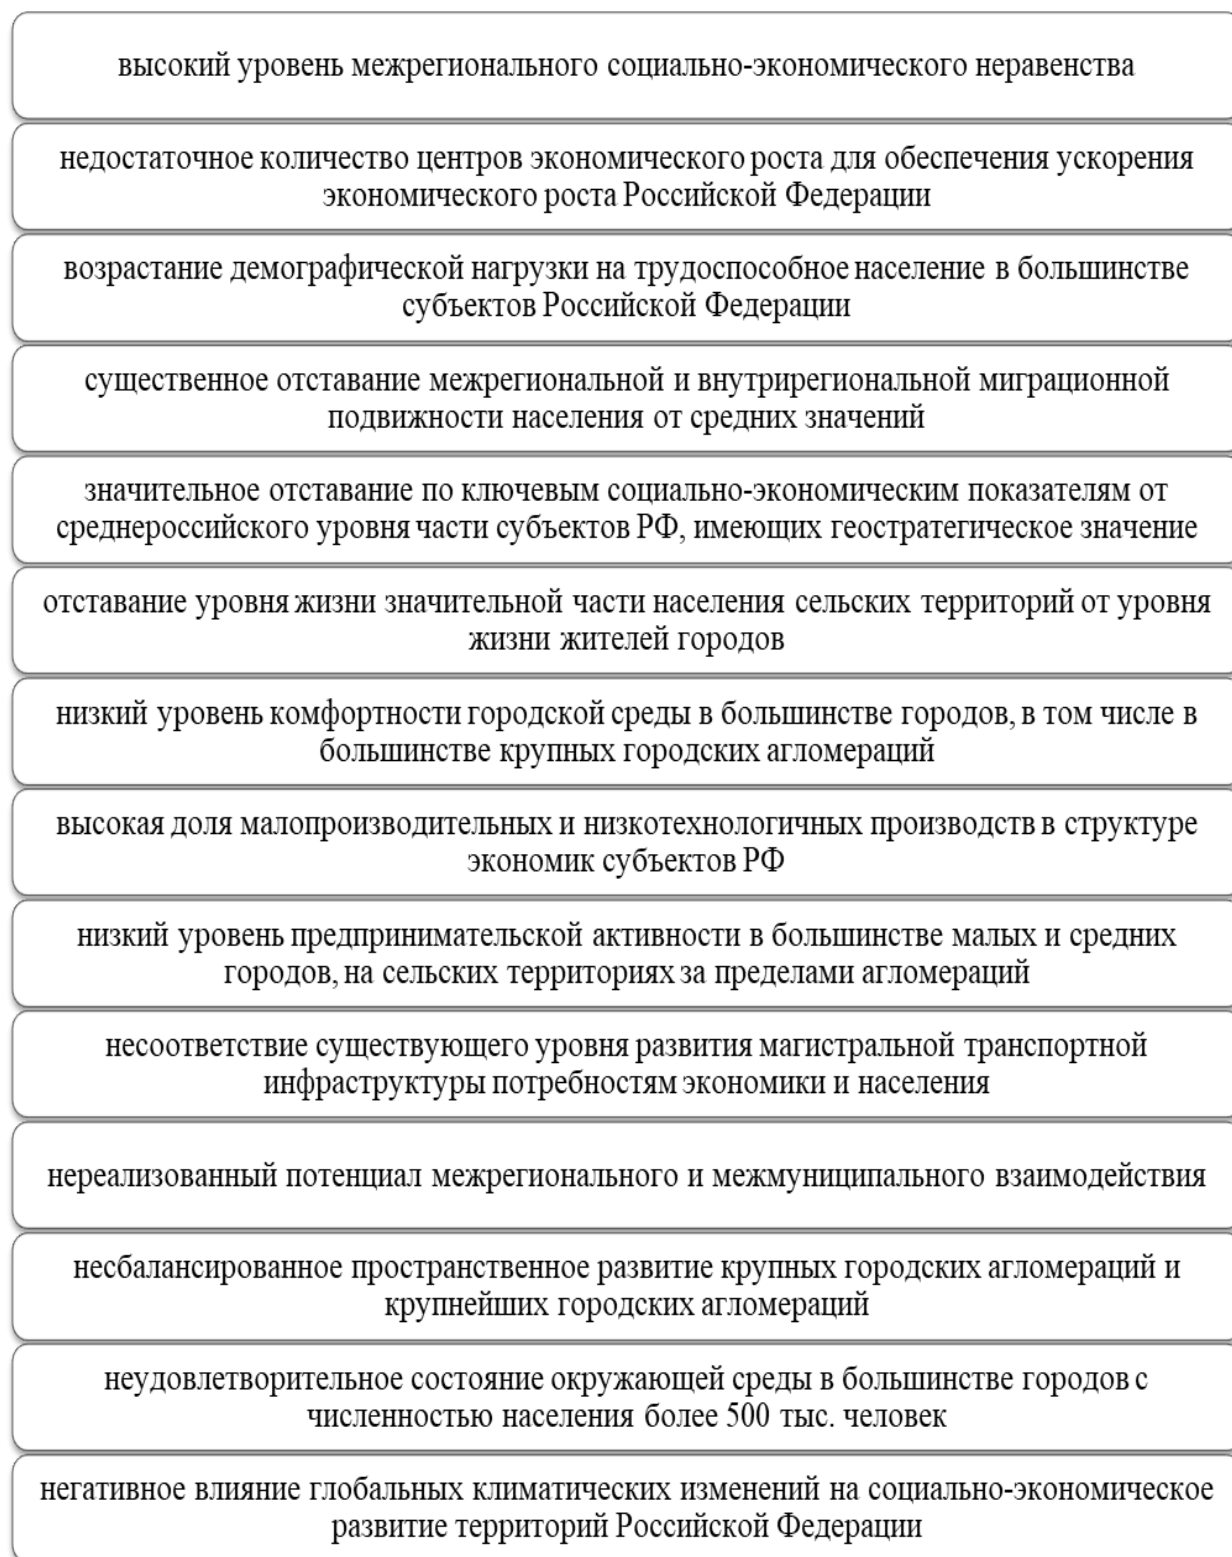 высокий уровень межрегионального социально-экономического неравенства
недостаточное количество центров экономического роста для обеспечения ускорения
экономического роста Российской Федерации
возрастание демографической нагрузки на трудоспособное население в большинстве
субъектов Российской Федерации
существенное отставание межрегиональной и внутрирегиональной миграционной
подвижности населения от средних значений
значительное отставание по ключевым социально-экономическим показателям от
среднероссийского уровня части субъектов РФ, имеющих геостратегическое значение
отставание уровня жизни значительной части населения сельских территорий от уровня
жизни жителей городов
низкий уровень комфортности городской среды в большинстве городов, в том числе в
большинстве крупных городских агломераций
высокая доля малопроизводительных и низкотехнологичных производств в структуре
экономик субъектов РФ
низкий уровень предпринимательской активности в большинстве малых и средних
городов, на сельских территориях за пределами агломераций
несоответствие существующего уровня развития магистральной транспортной
инфраструктуры потребностям экономики и населения
нереализованный потенциал межрегионального и межмуниципального взаимодействия
несбалансированное пространственное развитие крупных городских агломераций и
крупнейших городских агломераций
неудовлетворительное состояние окружающей среды в большинстве городов с
численностью населения более 500 тыс. человек
негативное влияние глобальных климатических изменений на социально-экономическое
развитие территорий Российской Федерации